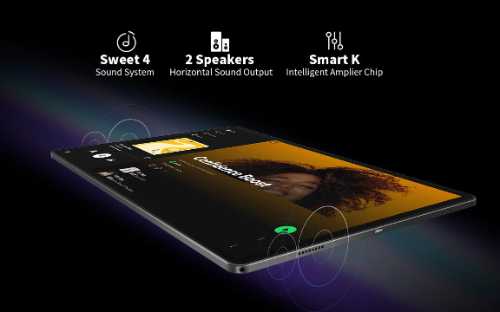 Sweet 4
Sound System
2 Speakers
Horizontal Sound Output
Smart K
Intelligent Amplier Chip
Confidence Boost